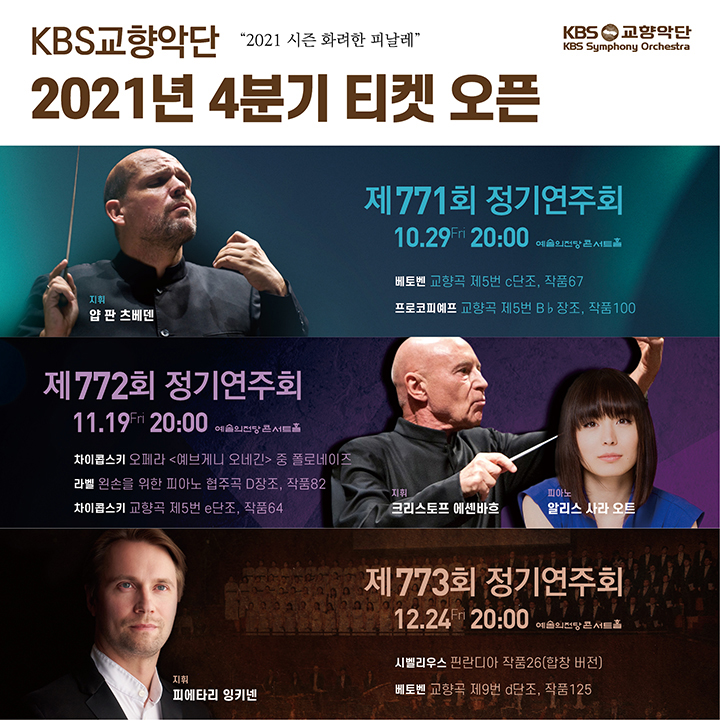 KBS교향악단 “2021 시즌 화려한 피날레”
KBS 교향악단
KBS Symphony Orchestra
2021년 4분기 티켓 오픈
제771회 정기연주회
10.29Fri 20:00 예술의전당 콘서트홀
베토벤 교향곡 제5번 c단조, 작품67
프로코피예프 교향곡 제5번 B♭장조, 작품100
지휘
얍 판 츠베덴
제772회 정기연주회
11.19Fri 20:00 예술의전당 콘서트홀
차이콥스키 오페라 <예브게니 오네긴> 중 폴로네이즈
라벨 왼손을 위한 피아노 협주곡 D장조, 작품82
차이콥스키 교향곡 제5번 e단조, 작품64
지휘
크리스토프 에센바흐
피아노
알리스 사라 오트
제773회 정기연주회
12.24Fri 20:00 예술의전당 콘서트홀
시벨리우스 핀란디아 작품26(합창 버전)
베토벤 교향곡 제9번 d단조, 작품125
지휘
피에타리 잉키넨